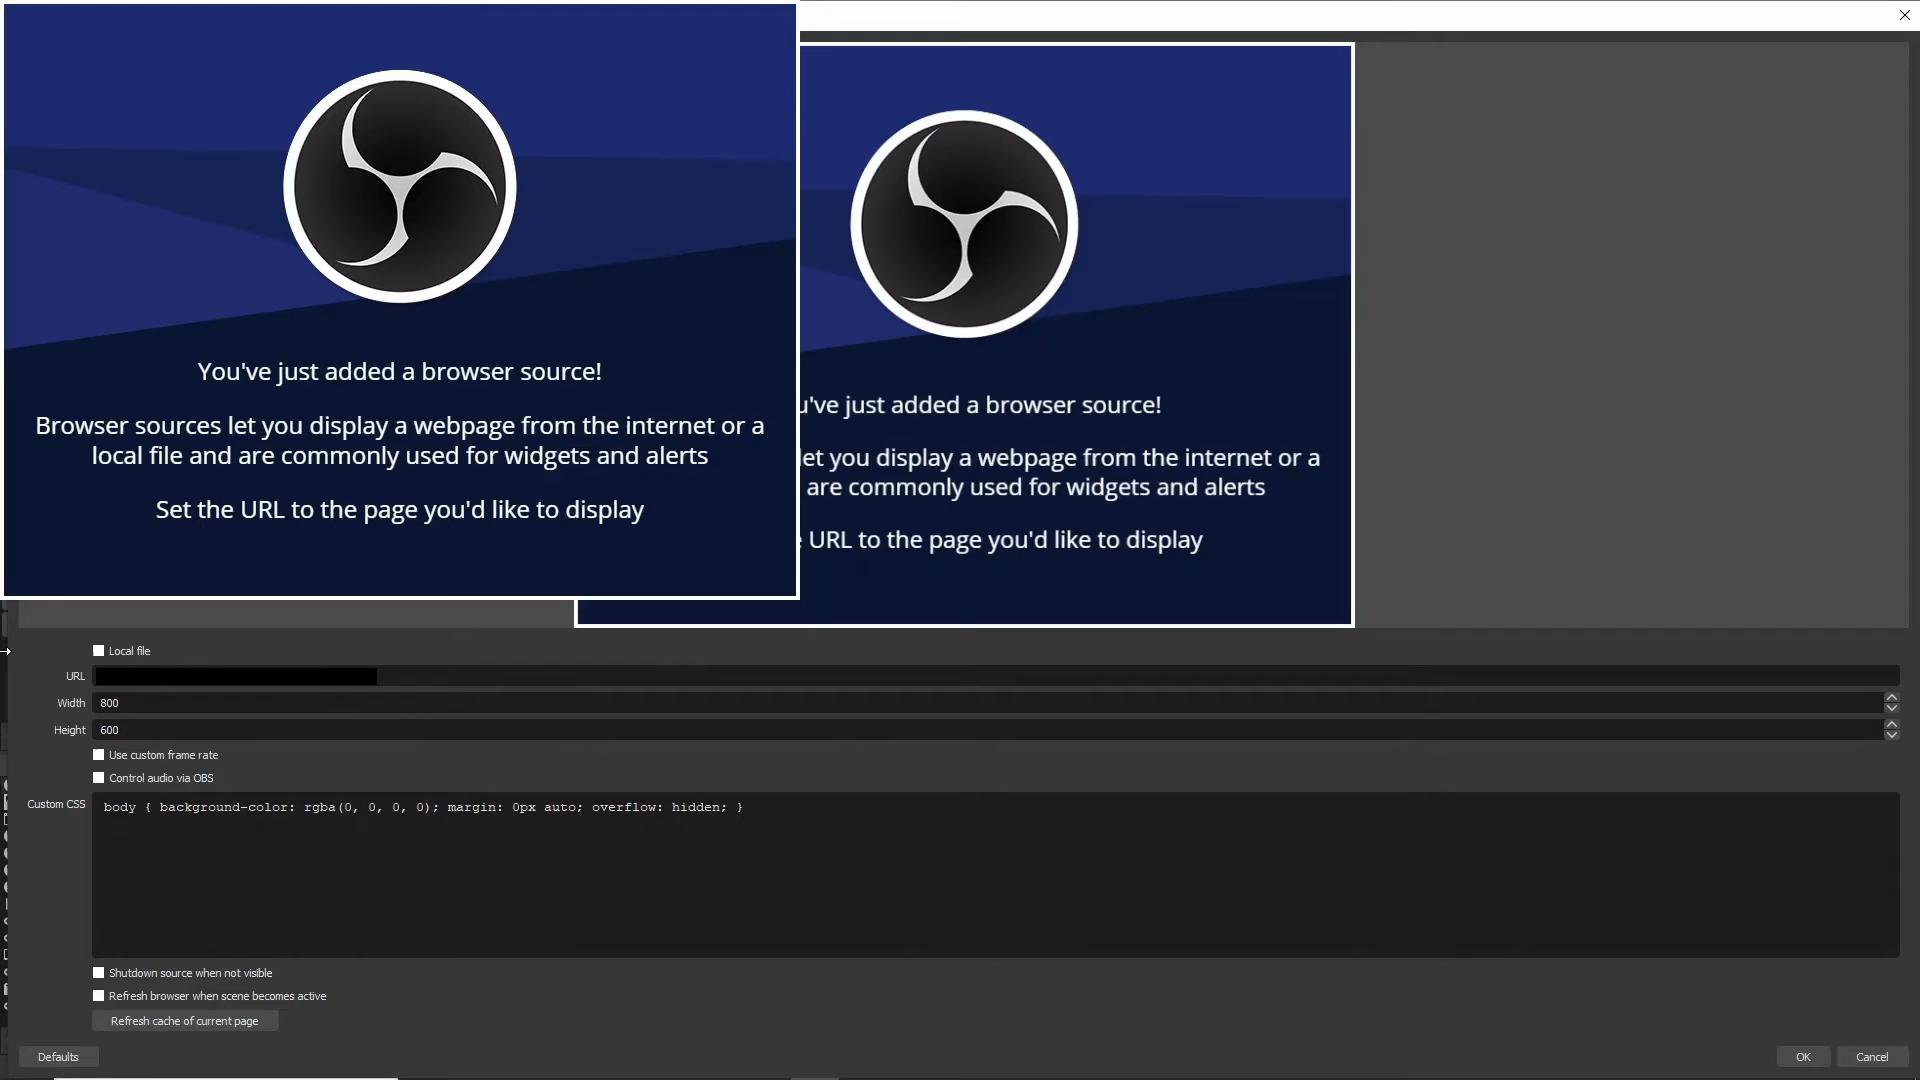 You've just added a browser source!
Browser sources let you display a webpage from the internet or a
local file and are commonly used for widgets and alerts
Set the URL to the page you'd like to display
u've just added a browser source!
let you display a webpage from the internet or a
are commonly used for widgets and alerts
URL to the page you'd like to display
Local file
URL
Width 800
Height 600
Use custom frame rate
Control audio via OBS
Custom CSS body { background-color: rgba(0, 0, 0, 0); margin: 0px auto; overflow: hidden; }
Shutdown source when not visible
Refresh browser when scene becomes active
Refresh cache of current page
Defaults OK Cancel